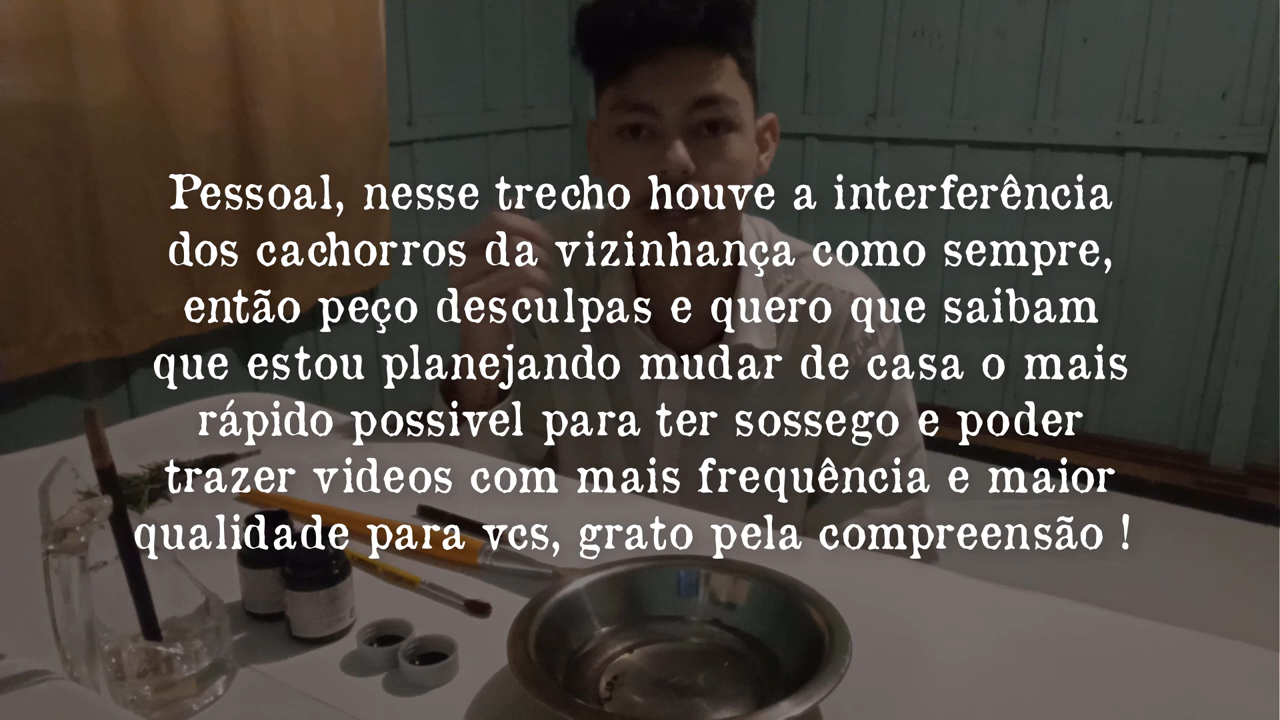 Pessoal, nesse trecho houve a interferência
dos cachorros da vizinhança como sempre,
então peço desculpas e quero que saibam
que estou planejando mudar de casa o mais
rápido possivel para ter sossego e poder
trazer videos com mais frequência e maior
qualidade para vcs, grato pela compreensão !